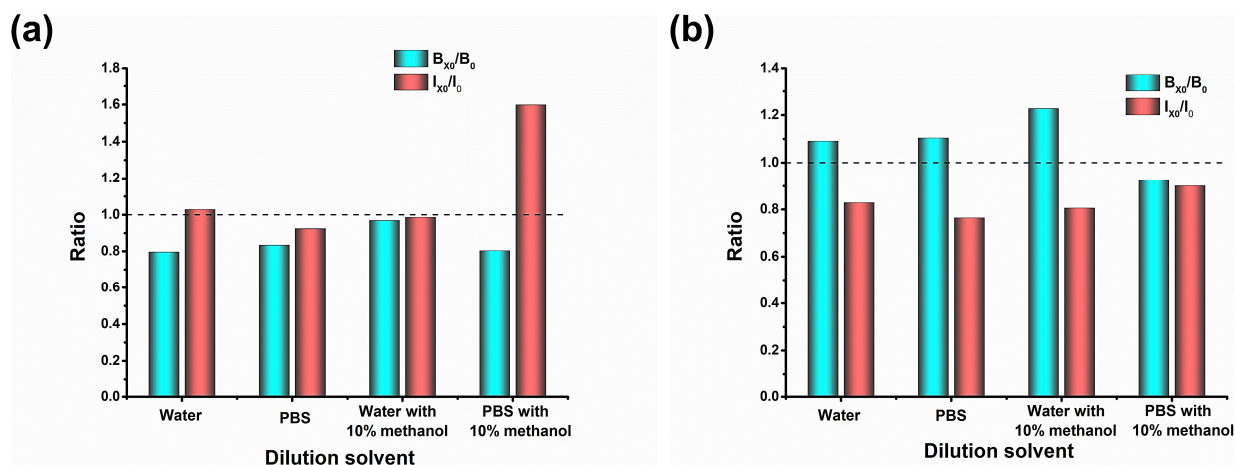 (a)
Bx0/B0
Ix0/I0
1.8
1.6
1.4
1.2
1.0
0.8
0.6
0.4
0.2
0.0
Ratio
Water
PBS
Water with
10% methanol
PBS with
10% methanol
Dilution solvent
(b)
Bx0/B0
Ix0/I0
1.4
1.2
1.0
0.8
0.6
0.4
0.2
0.0
Ratio
Water
PBS
Water with
10% methanol
PBS with
10% methanol
Dilution solvent